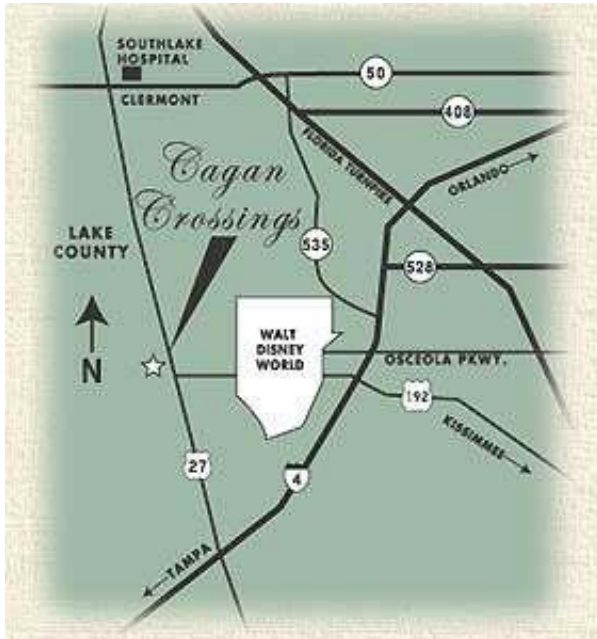 SOUTHLAKE
HOSPITAL
50
CLERMONT
408
FLORIDA TURNPIKE
ORLANDO
Cagan
Crossings
LAKE
COUNTY
535
528
N
WALT
DISNEY
WORLD
OSCEOLA PKWY.
192
KISSIMMEE
27
4
TAMPA